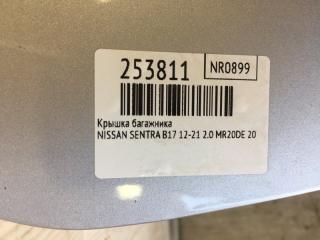 253811
NR0899
Крышка багажника
NISSAN SENTRA B17 12-21 2.0 MR20DE 20